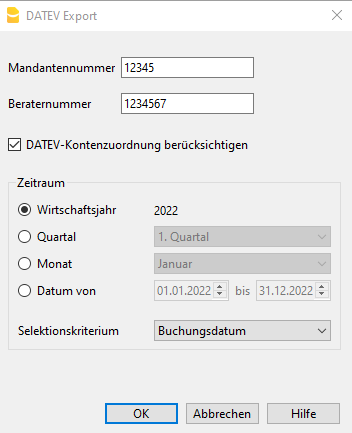 DATEV Export
Mandantennummer 12345
Beraternummer 1234567
DATEV-Kontenzuordnung berücksichtigen
Zeitraum
Wirtschaftsjahr 2022
Quartal 1. Quartal
Monat Januar
Datum von 01.01.2022 bis 31.12.2022
Selektionskriterium Buchungsdatum
OK Abbrechen Hilfe